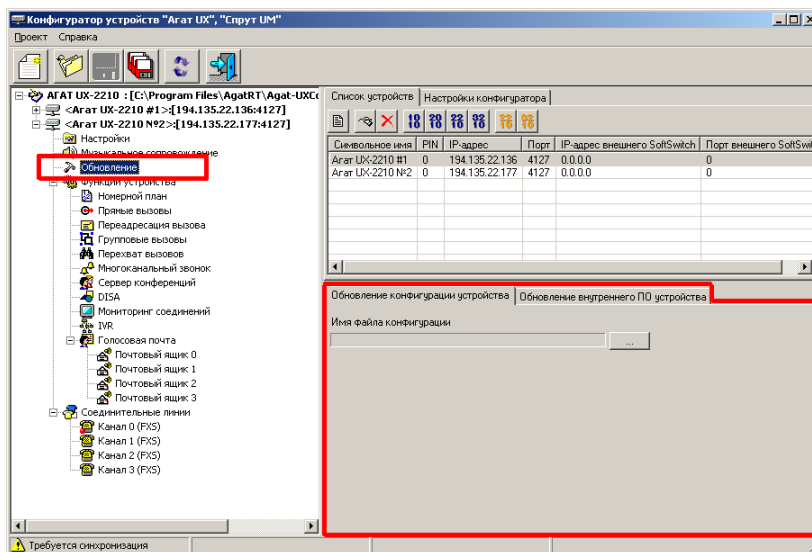 Конфигуратор устройств "Агат UX", "Спрут UM"
Проект Справка
АГАТ UX-2210 : [C:\Program Files\AgatRT\Agat-UXCo
<Агат UX-2210 #1>:[194.135.22.136:4127]
<Агат UX-2210 №2>:[194.135.22.177:4127]
Настройки
Музыкальное сопровождение
Обновление
Функции устройства
Номерной план
Прямые вызовы
Переадресация вызова
Групповые вызовы
Перехват вызовов
Многоканальный звонок
Сервер конференций
DISA
Мониторинг соединений
IVR
Голосовая почта
Почтовый ящик 0
Почтовый ящик 1
Почтовый ящик 2
Почтовый ящик 3
Соединительные линии
Канал 0 (FXS)
Канал 1 (FXS)
Канал 2 (FXS)
Канал 3 (FXS)
Список устройств Настройки конфигуратора
Символьное имя PIN IP-адрес Порт IP-адрес внешнего SoftSwitch Порт внешнего SoftSwi
Агат UX-2210 #1 0 194.135.22.136 4127 0.0.0.0 0
Агат UX-2210 №2 0 194.135.22.177 4127 0.0.0.0 0
Обновление конфигурации устройства Обновление внутреннего ПО устройства
Имя файла конфигурации
...
Требуется синхронизация